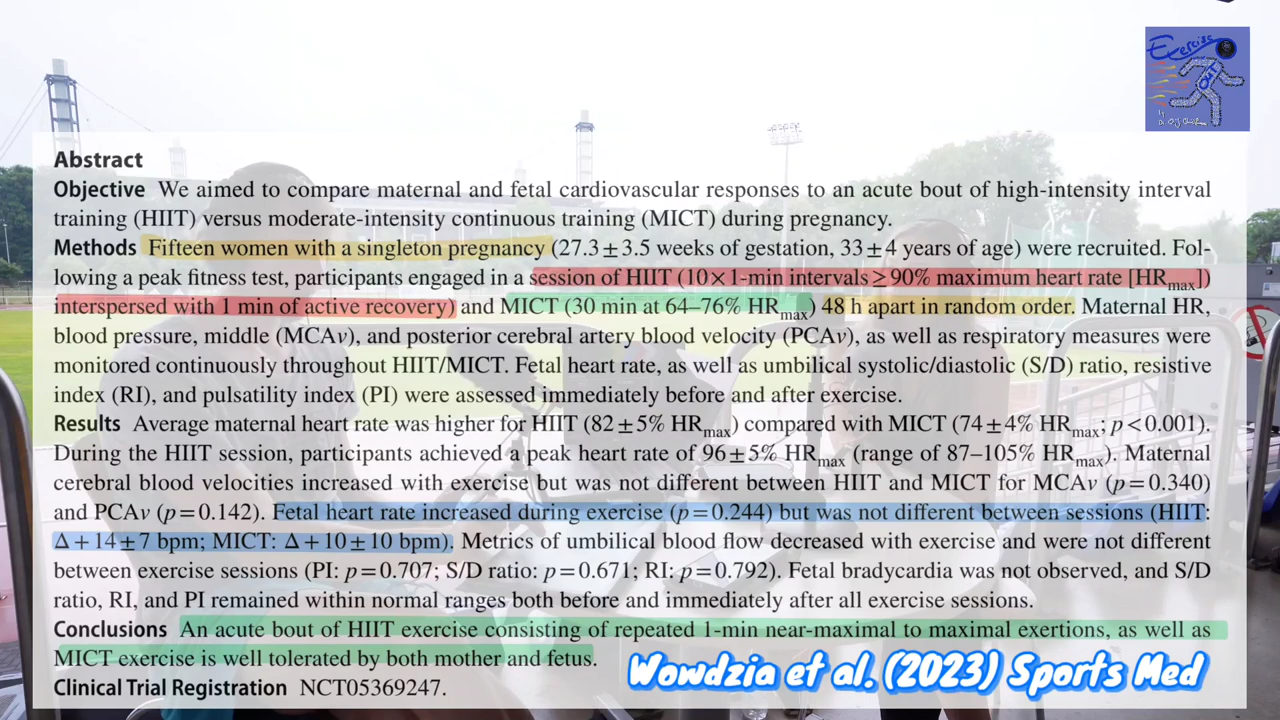 Exercise
OUT
Abstract
Objective We aimed to compare maternal and fetal cardiovascular responses to an acute bout of high-intensity interval
training (HIIT) versus moderate-intensity continuous training (MICT) during pregnancy.
Methods Fifteen women with a singleton pregnancy (27.3 ± 3.5 weeks of gestation, 33 ± 4 years of age) were recruited. Fol-
lowing a peak fitness test, participants engaged in a session of HIIT (10 × 1-min intervals ≥ 90% maximum heart rate [HRmax])
interspersed with 1 min of active recovery) and MICT (30 min at 64–76% HRmax) 48 h apart in random order. Maternal HR,
blood pressure, middle (MCAv), and posterior cerebral artery blood velocity (PCAv), as well as respiratory measures were
monitored continuously throughout HIIT/MICT. Fetal heart rate, as well as umbilical systolic/diastolic (S/D) ratio, resistive
index (RI), and pulsatility index (PI) were assessed immediately before and after exercise.
Results Average maternal heart rate was higher for HIIT (82 ± 5% HRmax) compared with MICT (74 ± 4% HRmax; p < 0.001).
During the HIIT session, participants achieved a peak heart rate of 96 ± 5% HRmax (range of 87–105% HRmax). Maternal
cerebral blood velocities increased with exercise but was not different between HIIT and MICT for MCAv (p = 0.340)
and PCAv (p = 0.142). Fetal heart rate increased during exercise (p = 0.244) but was not different between sessions (HIIT:
Δ + 14 ± 7 bpm; MICT: Δ + 10 ± 10 bpm). Metrics of umbilical blood flow decreased with exercise and were not different
between exercise sessions (PI: p = 0.707; S/D ratio: p = 0.671; RI: p = 0.792). Fetal bradycardia was not observed, and S/D
ratio, RI, and PI remained within normal ranges both before and immediately after all exercise sessions.
Conclusions An acute bout of HIIT exercise consisting of repeated 1-min near-maximal to maximal exertions, as well as
MICT exercise is well tolerated by both mother and fetus.
Clinical Trial Registration NCT05369247.
Wowdzia et al. (2023) Sports Med